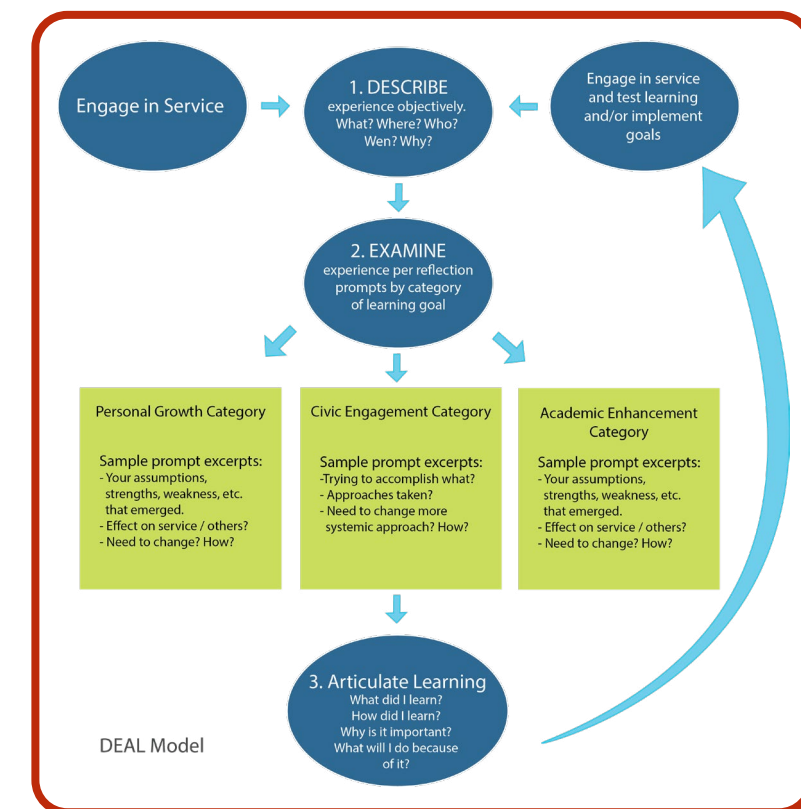 Engage in Service
1. DESCRIBE
experience objectively.
What? Where? Who?
Wen? Why?
Engage in service
and test learning
and/or implement
goals
2. EXAMINE
experience per reflection
prompts by category
of learning goal
Personal Growth Category
Sample prompt excerpts:
- Your assumptions,
strengths, weakness, etc.
that emerged.
- Effect on service / others?
- Need to change? How?
Civic Engagement Category
Sample prompt excerpts:
-Trying to accomplish what?
- Approaches taken?
- Need to change more
systemic approach? How?
Academic Enhancement
Category
Sample prompt excerpts:
- Your assumptions,
strengths, weakness, etc.
that emerged.
- Effect on service / others?
- Need to change? How?
3. Articulate Learning
What did I learn?
How did I learn?
Why is it important?
What will I do because
of it?
DEAL Model